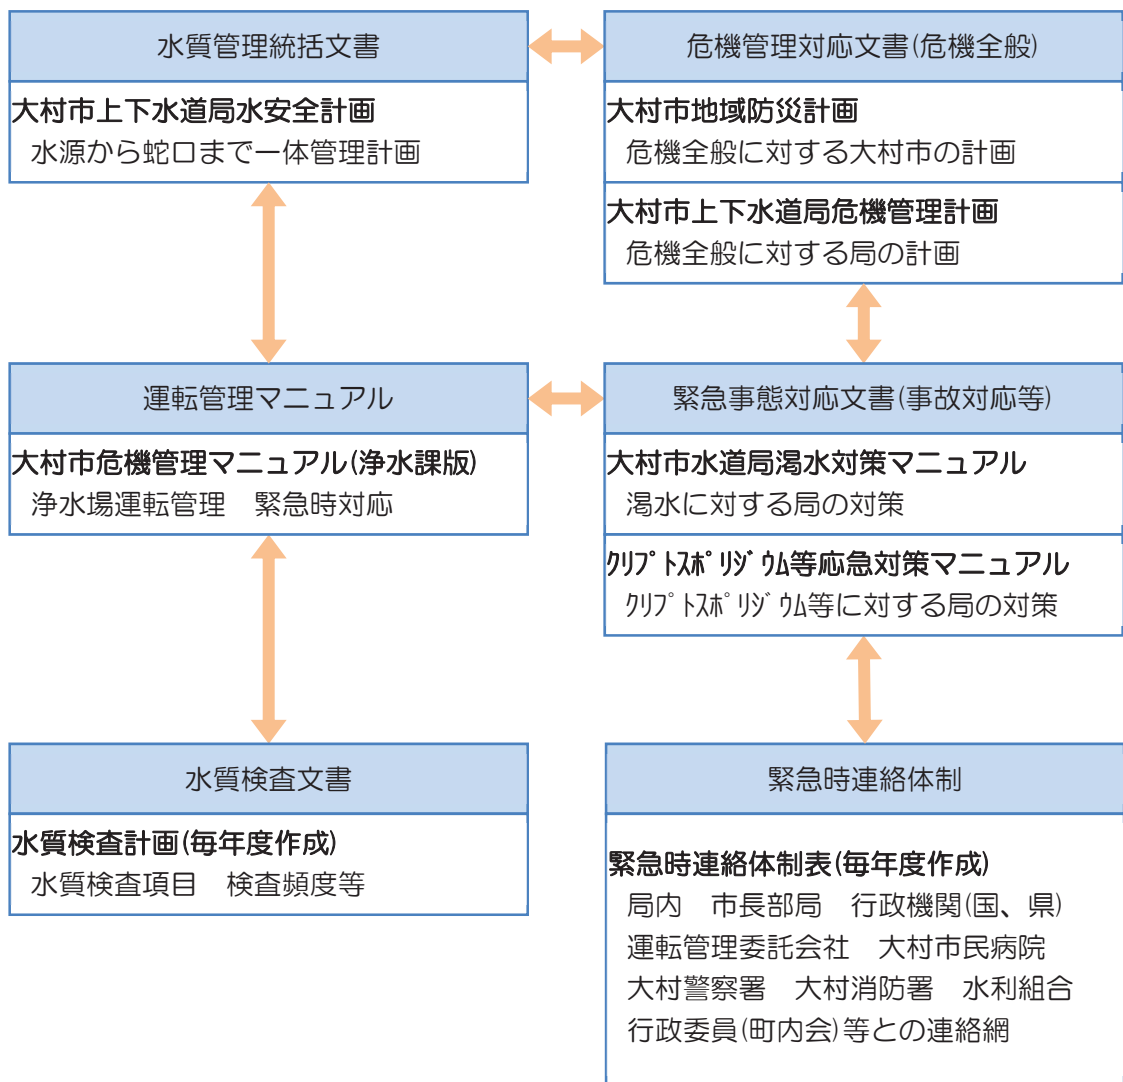 水質管理統括文書
大村市上下水道局水安全計画
水源から蛇口まで一体管理計画
危機管理対応文書(危機全般)
大村市地域防災計画
危機全般に対する大村市の計画
大村市上下水道局危機管理計画
危機全般に対する局の計画
運転管理マニュアル
大村市危機管理マニュアル(浄水課版)
浄水場運転管理　緊急時対応
緊急事態対応文書(事故対応等)
大村市水道局渇水対策マニュアル
渇水に対する局の対策
ｸﾘﾌﾟﾄｽﾎﾟﾘｼﾞｳﾑ等応急対策マニュアル
ｸﾘﾌﾟﾄｽﾎﾟﾘｼﾞｳﾑ等に対する局の対策
水質検査文書
水質検査計画(毎年度作成)
水質検査項目　検査頻度等
緊急時連絡体制
緊急時連絡体制表(毎年度作成)
局内　市長部局　行政機関(国、県)
運転管理委託会社　大村市民病院
大村警察署　大村消防署　水利組合
行政委員(町内会)等との連絡網